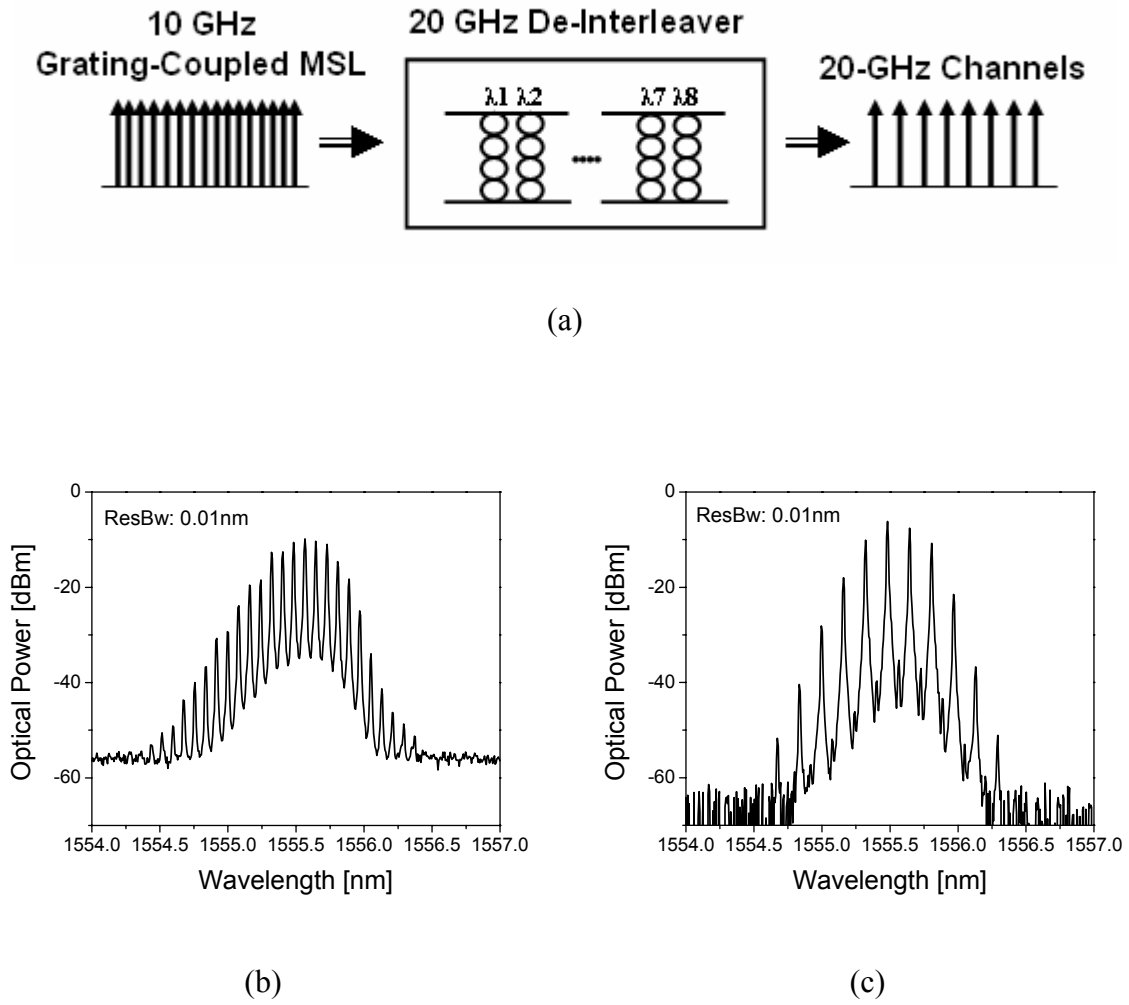 10 GHz
Grating-Coupled MSL
20 GHz De-Interleaver
20-GHz Channels
λ1 λ2
λ7 λ8
(a)
0
-20
-40
-60
Optical Power [dBm]
ResBw: 0.01nm
1554.0 1554.5 1555.0 1555.5 1556.0 1556.5 1557.0
Wavelength [nm]
(b)
0
-20
-40
-60
Optical Power [dBm]
ResBw: 0.01nm
1554.0 1554.5 1555.0 1555.5 1556.0 1556.5 1557.0
Wavelength [nm]
(c)